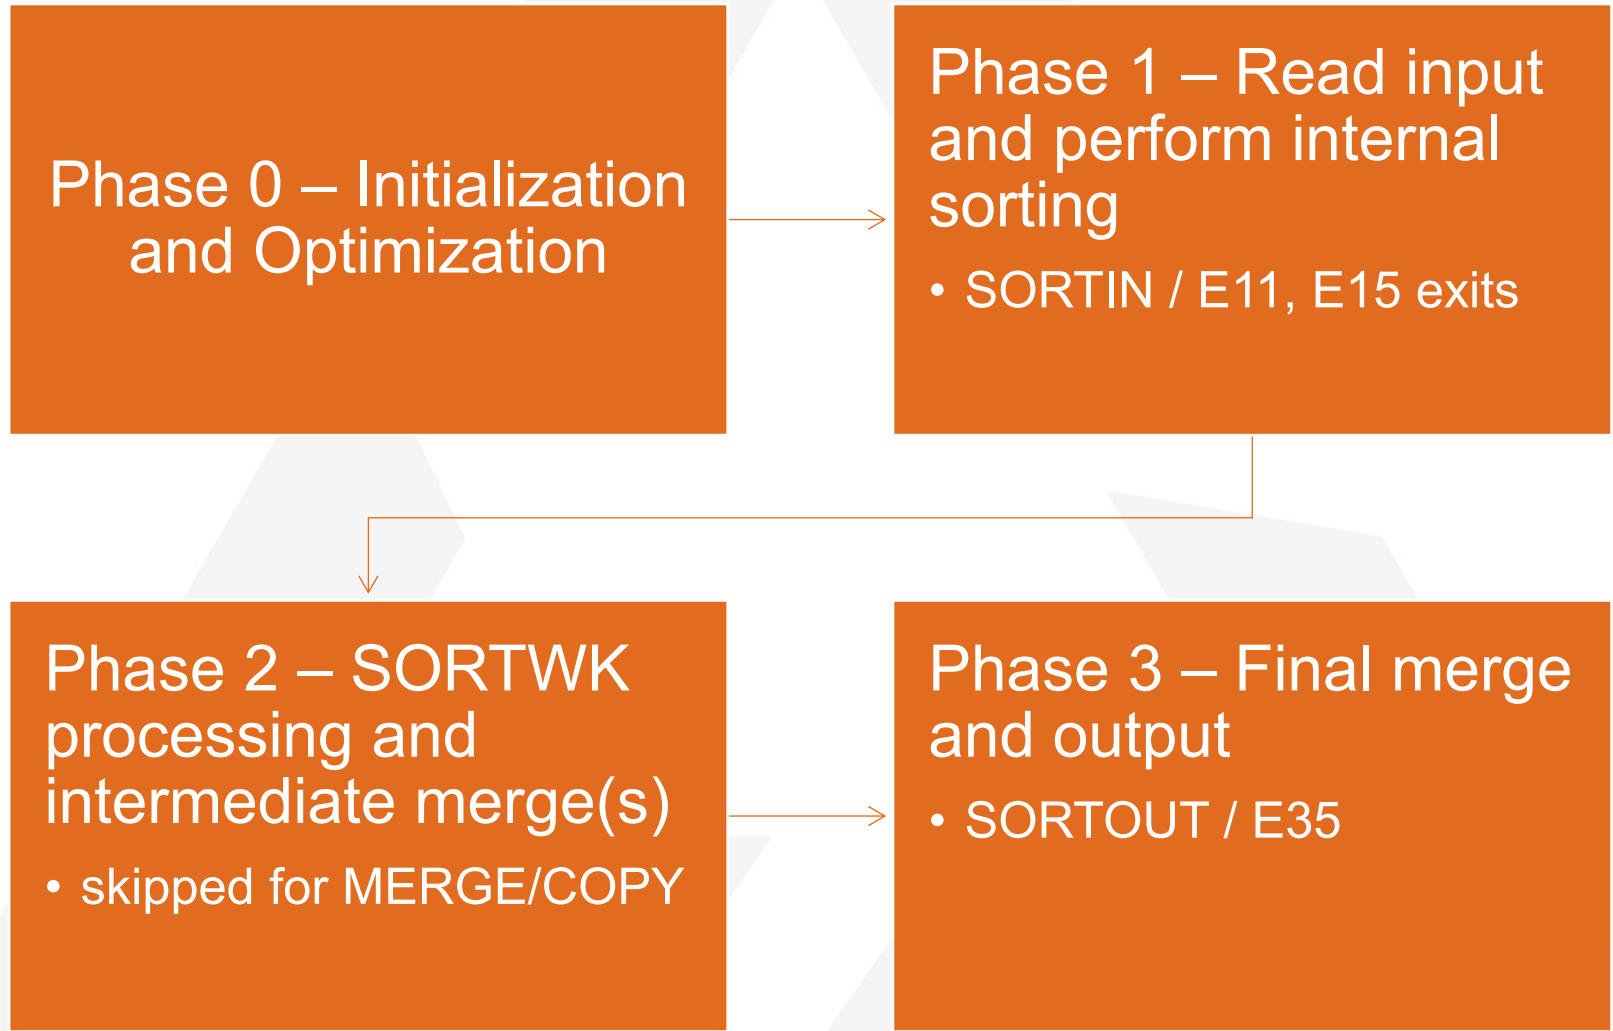 Phase 0 – Initialization
and Optimization
Phase 1 – Read input
and perform internal
sorting
• SORTIN / E11, E15 exits
Phase 2 – SORTWK
processing and
intermediate merge(s)
• skipped for MERGE/COPY
Phase 3 – Final merge
and output
• SORTOUT / E35